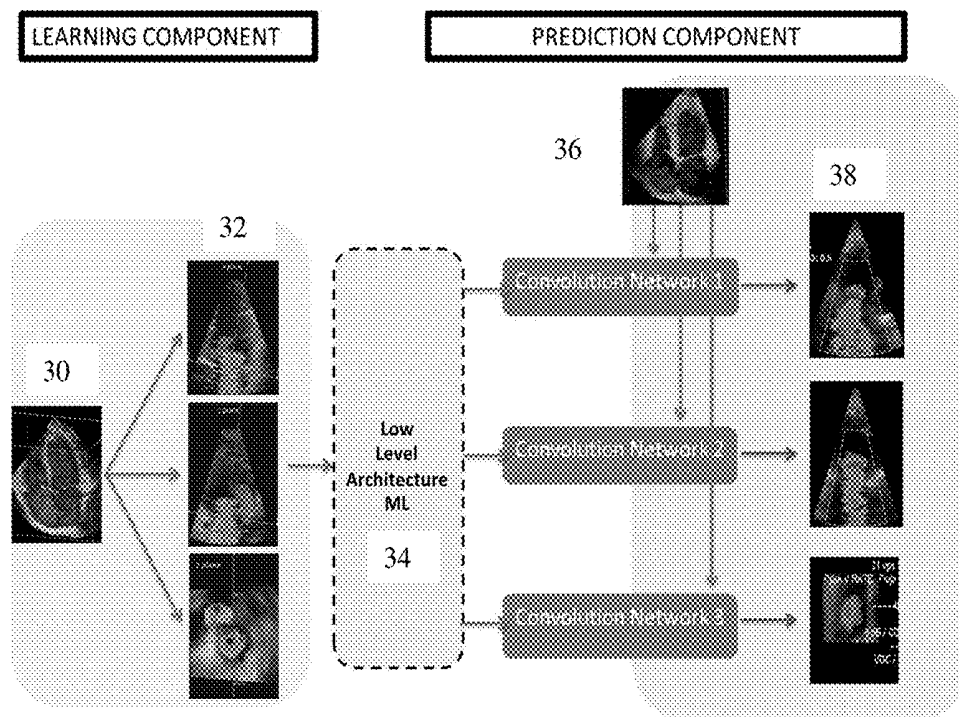 LEARNING COMPONENT
PREDICTION COMPONENT
36
38
32
30
Convolution Network 1
Low
Level
Architecture
ML
34
Convolution Network 2
Convolution Network 3